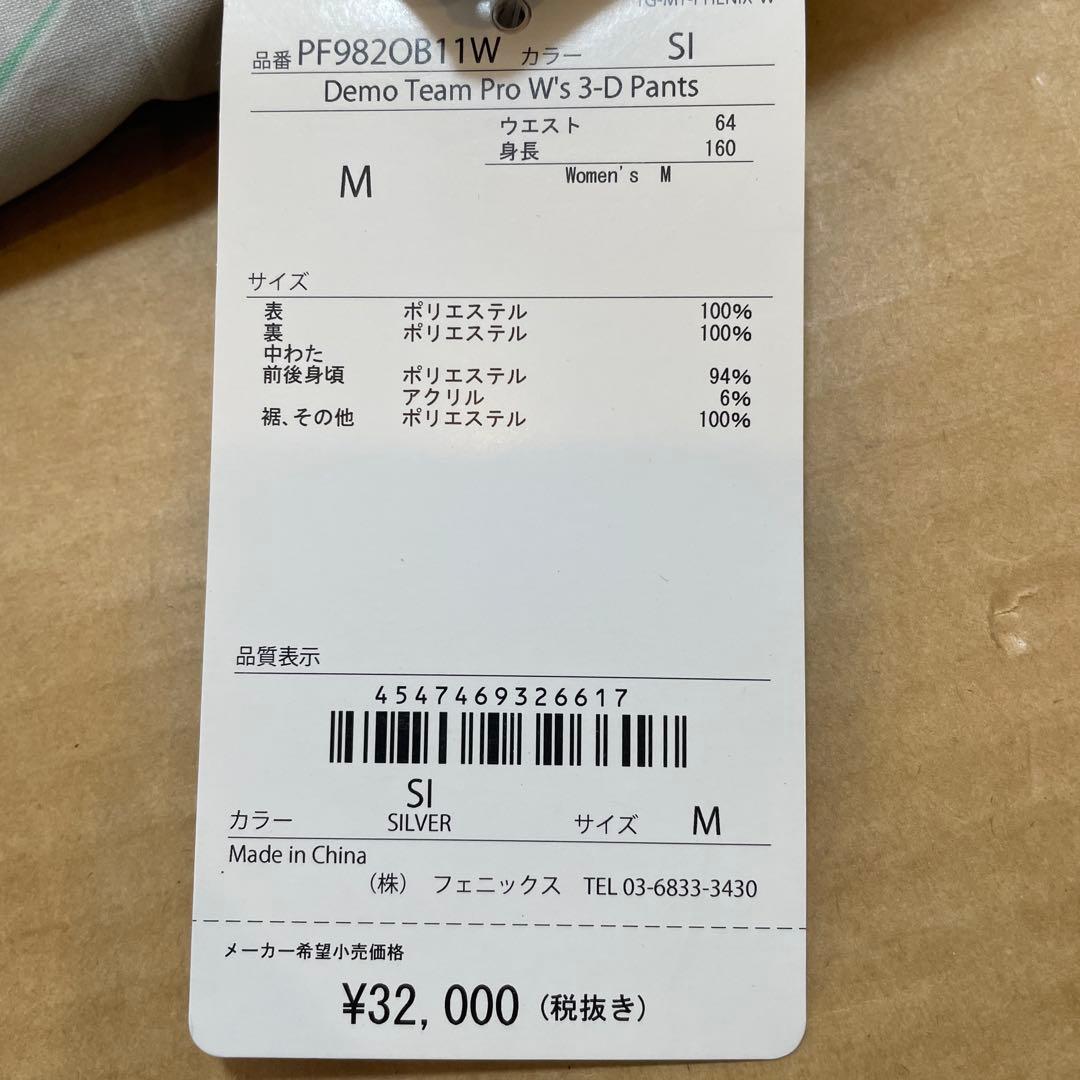 TG-MT-PHENIX-W
品番 PF982OB11W カラー SI
Demo Team Pro W's 3-D Pants
ウエスト 64
身長 160
M
Women's M
サイズ
表 ポリエステル 100%
裏 ポリエステル 100%
中わた
前後身頃 ポリエステル 94%
アクリル 6%
裾、その他 ポリエステル 100%
品質表示
4547469326617
SI
カラー SILVER サイズ M
Made in China
(株) フェニックス TEL 03-6833-3430
メーカー希望小売価格
¥32,000 (税抜き)